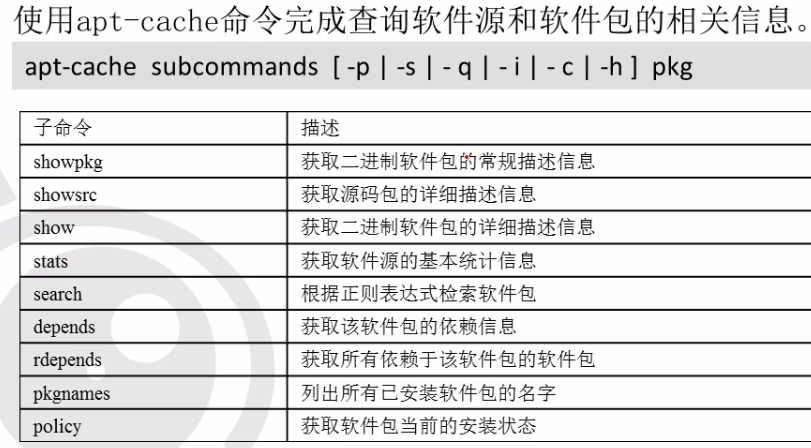 使用apt-cache命令完成查询软件源和软件包的相关信息。
apt-cache subcommands [ -p | -s | - q | - i | - c | -h ] pkg
子命令 描述
showpkg 获取二进制软件包的常规描述信息
showsrc 获取源码包的详细描述信息
show 获取二进制软件包的详细描述信息
stats 获取软件源的基本统计信息
search 根据正则表达式检索软件包
depends 获取该软件包的依赖信息
rdepends 获取所有依赖于该软件包的软件包
pkgnames 列出所有已安装软件包的名字
policy 获取软件包当前的安装状态